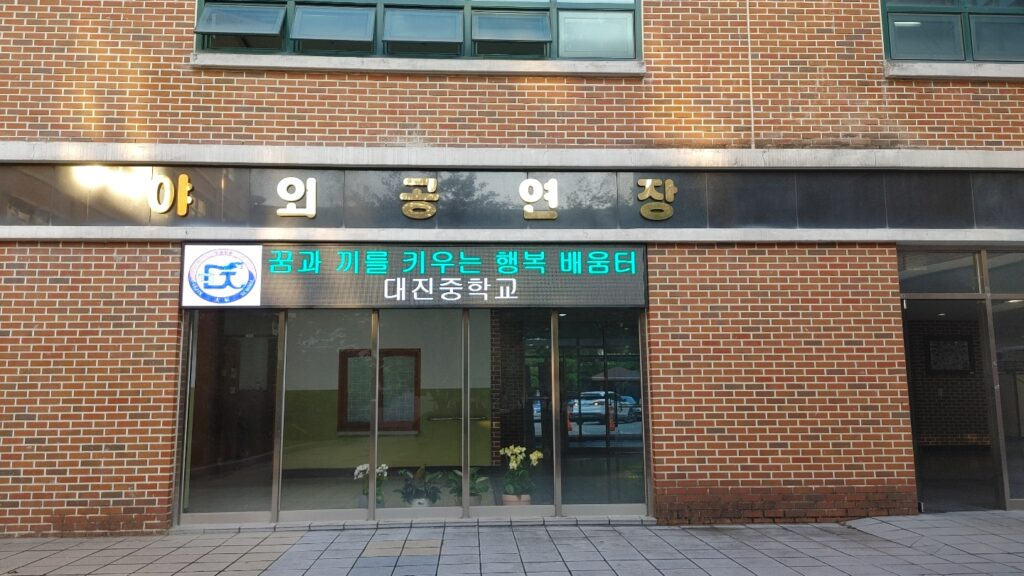 야외공연장
꿈과 끼를 키우는 행복 배움터
대진중학교